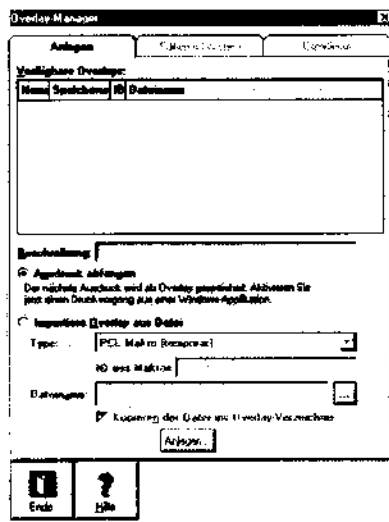 Overlay-Manager
Anlegen
Verfügbare Overlays:
Name Speicherort ID Dateiname
Beschreibung:
Ausdruck abfangen
Der nächste Ausdruck wird als Overlay gespeichert. Aktivieren Sie
jetzt einen Druckvorgang aus einer Windows-Applikation.
Importiere Overlay aus Datei
Type: PCL Makro (temporär)
ID des Makros
Dateiname: ...
Kopieren der Datei ins Overlay-Verzeichnis
Anlegen...
Ende Hilfe